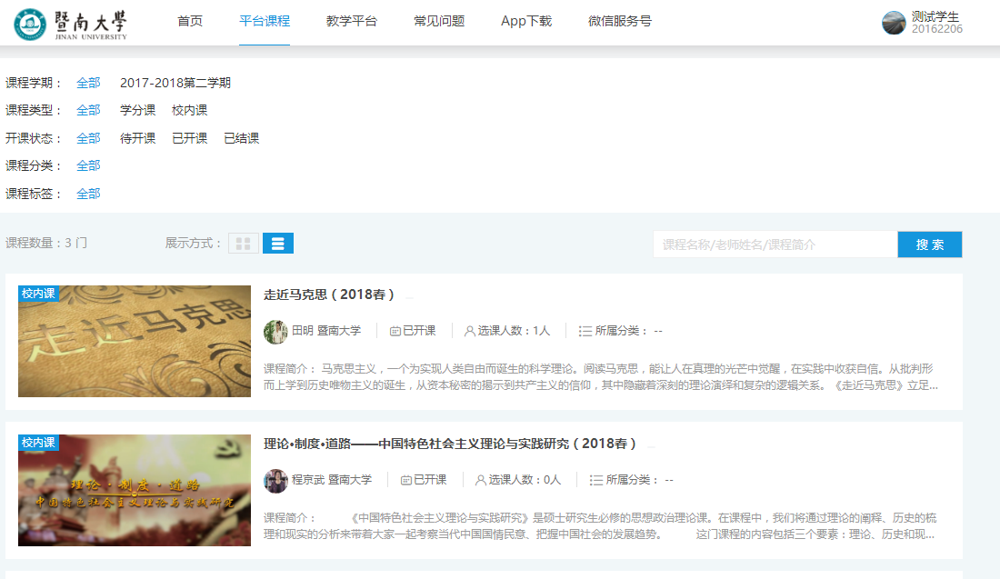 暨南大學
JINAN UNIVERSITY
首页 平台课程 教学平台 常见问题 App下载 微信服务号
测试学生
20162206
课程学期： 全部 2017-2018第二学期
课程类型： 全部 学分课 校内课
开课状态： 全部 待开课 已开课 已结课
课程分类： 全部
课程标签： 全部
课程数量：3 门 展示方式： 课程名称/老师姓名/课程简介 搜 索
校内课
走近马克思
走近马克思（2018春）
田明 暨南大学 已开课 选课人数：1人 所属分类： --
课程简介： 马克思主义，一个为实现人类自由而诞生的科学理论。阅读马克思，能让人在真理的光芒中觉醒，在实践中收获自信。从批判形
而上学到历史唯物主义的诞生，从资本秘密的揭示到共产主义的信仰，其中隐藏着深刻的理论演绎和复杂的逻辑关系。《走近马克思》立足...
校内课
理论·制度·道路
中国特色社会主义理论与实践研究
理论•制度•道路——中国特色社会主义理论与实践研究（2018春）
程京武 暨南大学 已开课 选课人数：0人 所属分类： --
课程简介： 《中国特色社会主义理论与实践研究》是硕士研究生必修的思想政治理论课。在课程中，我们将通过理论的阐释、历史的梳
理和现实的分析来带着大家一起考察当代中国国情民意、把握中国社会的发展趋势。 这门课程的内容包括三个要素：理论、历史和现...